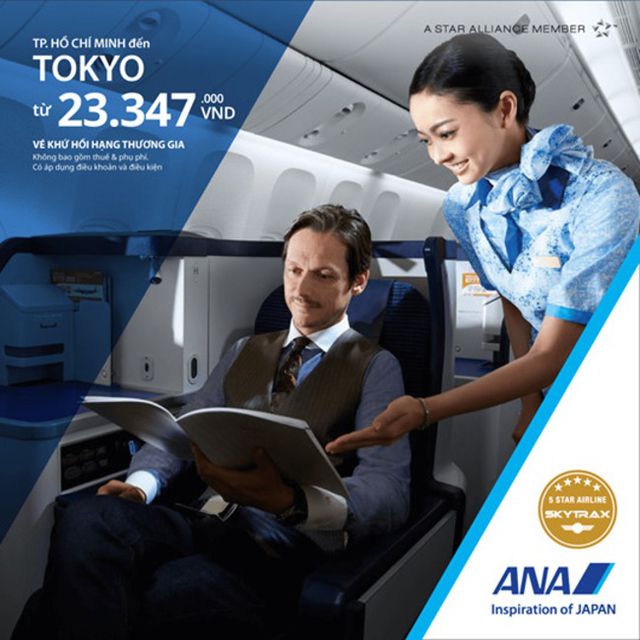 A STAR ALLIANCE MEMBER
TP. HỒ CHÍ MINH đến
TOKYO
từ 23.347 .000 VND
VÉ KHỨ HỒI HẠNG THƯƠNG GIA
Không bao gồm thuế & phụ phí.
Có áp dụng điều khoản và điều kiện
5 STAR AIRLINE
SKYTRAX
ANA
Inspiration of JAPAN